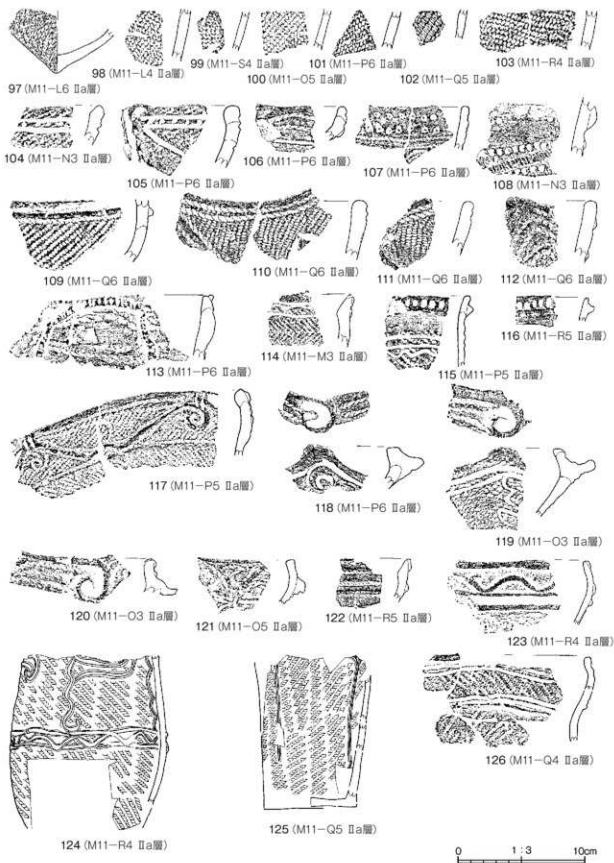 97 (M11-L6 Ⅱa層)
98 (M11-L4 Ⅱa層)
99 (M11-S4 Ⅱa層)
100 (M11-O5 Ⅱa層)
101 (M11-P6 Ⅱa層)
102 (M11-Q5 Ⅱa層)
103 (M11-R4 Ⅱa層)
104 (M11-N3 Ⅱa層)
105 (M11-P6 Ⅱa層)
106 (M11-P6 Ⅱa層)
107 (M11-P6 Ⅱa層)
108 (M11-N3 Ⅱa層)
109 (M11-Q6 Ⅱa層)
110 (M11-Q6 Ⅱa層)
111 (M11-Q6 Ⅱa層)
112 (M11-Q6 Ⅱa層)
113 (M11-P6 Ⅱa層)
114 (M11-M3 Ⅱa層)
115 (M11-P5 Ⅱa層)
116 (M11-R5 Ⅱa層)
117 (M11-P5 Ⅱa層)
118 (M11-P6 Ⅱa層)
119 (M11-O3 Ⅱa層)
120 (M11-O3 Ⅱa層)
121 (M11-O5 Ⅱa層)
122 (M11-R5 Ⅱa層)
123 (M11-R4 Ⅱa層)
124 (M11-R4 Ⅱa層)
125 (M11-Q5 Ⅱa層)
126 (M11-Q4 Ⅱa層)
0 1:3 10cm